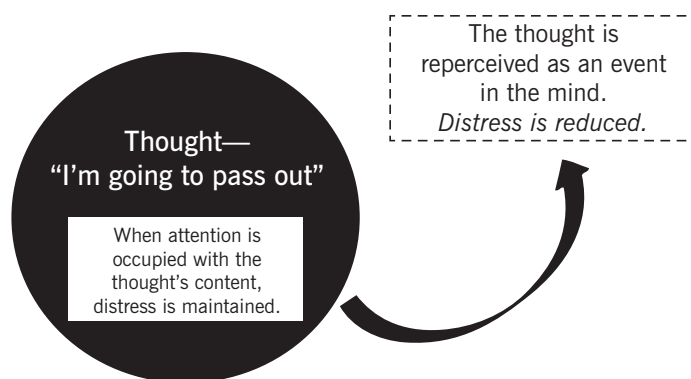 The thought is
reperceived as an event
in the mind.
Distress is reduced.
Thought—
“I’m going to pass out”
When attention is
occupied with the
thought’s content,
distress is maintained.